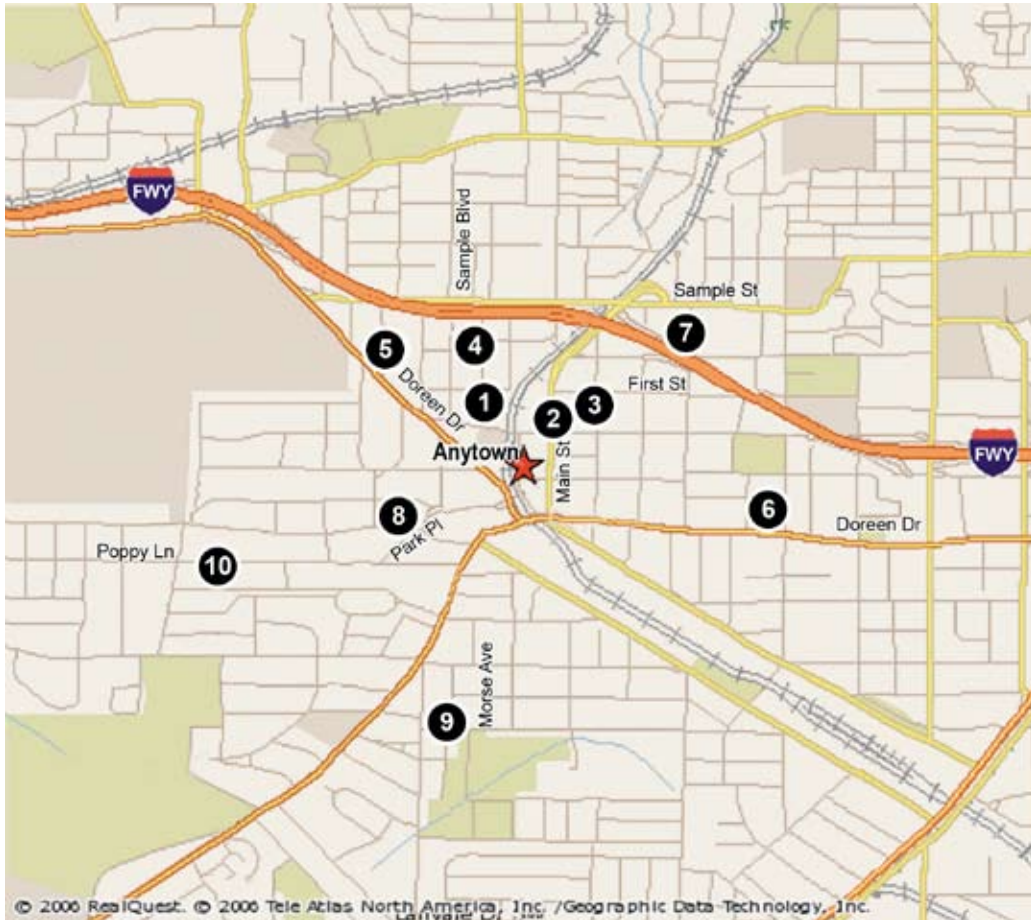 FWY
Sample Blvd
Sample St
7
5
4
First St
Doreen Dr
1
2
3
Anytown
Main St
FWY
8
6
Park Pl
Doreen Dr
Poppy Ln
10
Morse Ave
9
© 2006 RealQuest. © 2006 Tele Atlas North America, Inc. /Geographic Data Technology, Inc.